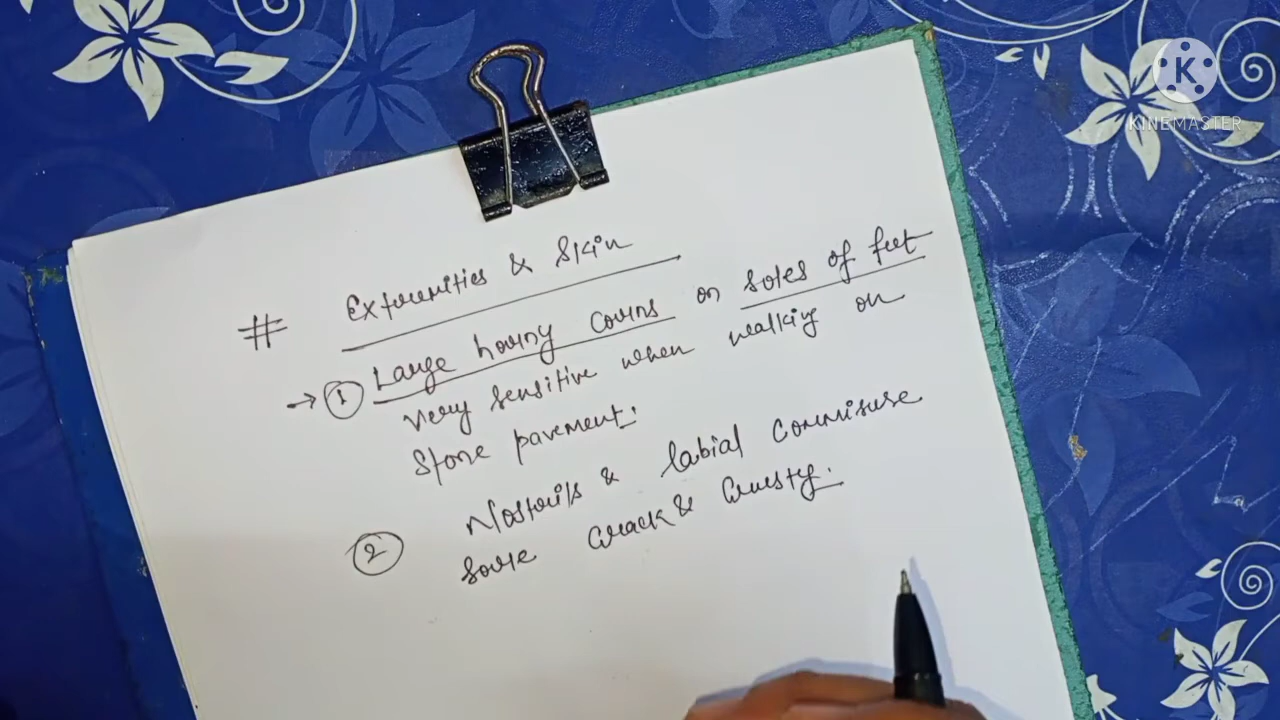 # Extremities & Skin
→ ① Large horny corns on soles of feet
very sensitive when walking on
stone pavement.
② Nostrils & labial commisure
sore crack & crusty.
K
KINEMASTER